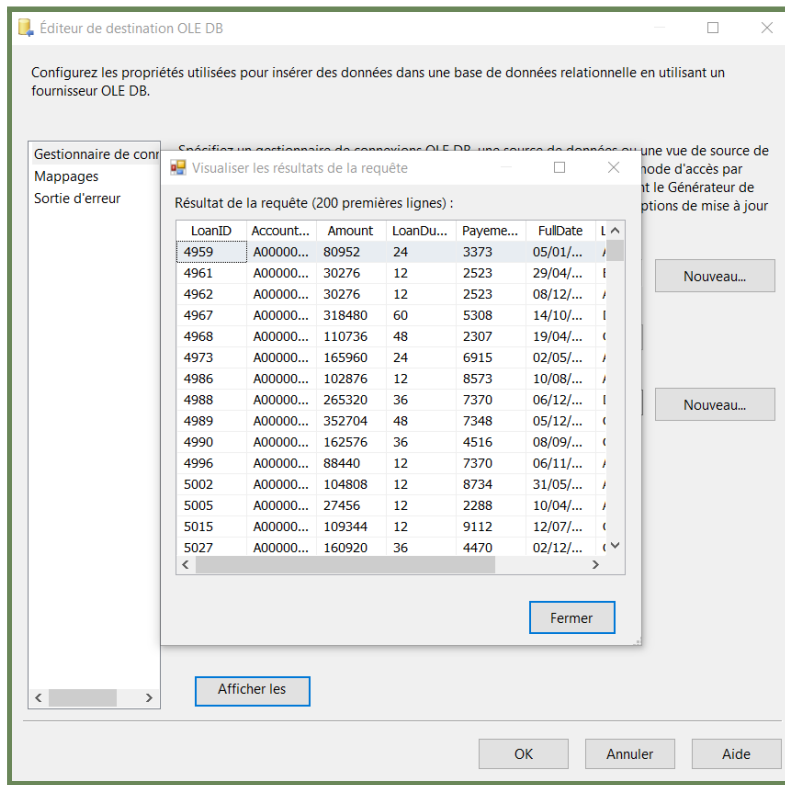 Éditeur de destination OLE DB
Configurez les propriétés utilisées pour insérer des données dans une base de données relationnelle en utilisant un
fournisseur OLE DB.
Gestionnaire de conn
Mappages
Sortie d'erreur
Spécifiez un gestionnaire de connexions OLE DB, une source de données ou une vue de source de
mode d'accès par
nt le Générateur de
ptions de mise à jour
Visualiser les résultats de la requête
Résultat de la requête (200 premières lignes) :
LoanID Account... Amount LoanDu... Payeme... FullDate L
4959 A00000... 80952 24 3373 05/01/...
4961 A00000... 30276 12 2523 29/04/...
4962 A00000... 30276 12 2523 08/12/...
4967 A00000... 318480 60 5308 14/10/...
4968 A00000... 110736 48 2307 19/04/...
4973 A00000... 165960 24 6915 02/05/...
4986 A00000... 102876 12 8573 10/08/...
4988 A00000... 265320 36 7370 06/12/...
4989 A00000... 352704 48 7348 05/12/...
4990 A00000... 162576 36 4516 08/09/...
4996 A00000... 88440 12 7370 06/11/...
5002 A00000... 104808 12 8734 31/05/...
5005 A00000... 27456 12 2288 10/04/...
5015 A00000... 109344 12 9112 12/07/...
5027 A00000... 160920 36 4470 02/12/...
Fermer
Nouveau...
Nouveau...
Afficher les
OK Annuler Aide